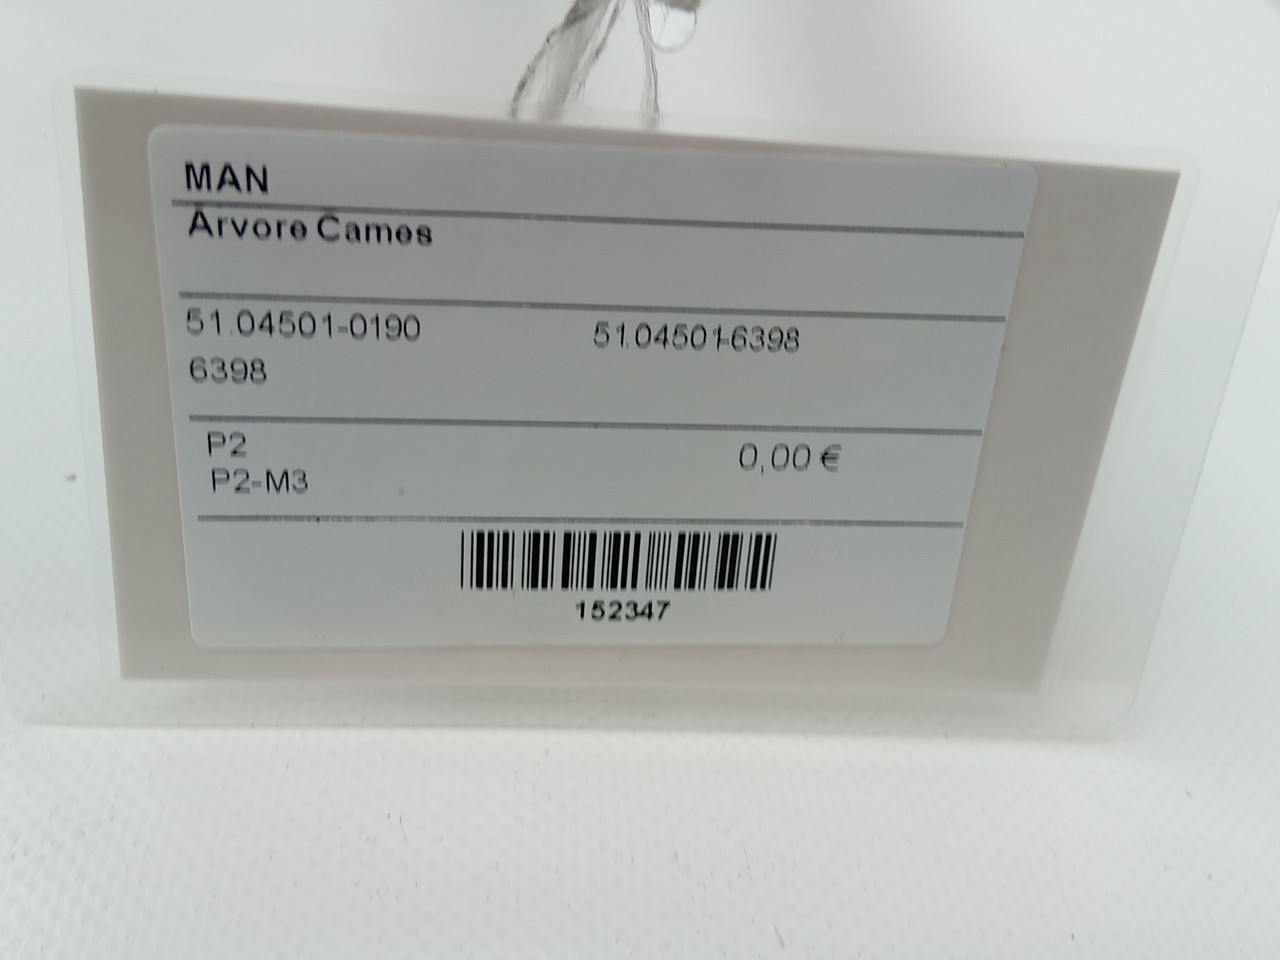 MAN
Árvore Cames
51.04501-0190 51.04501-6398
6398
P2 0,00 €
P2-M3
152347